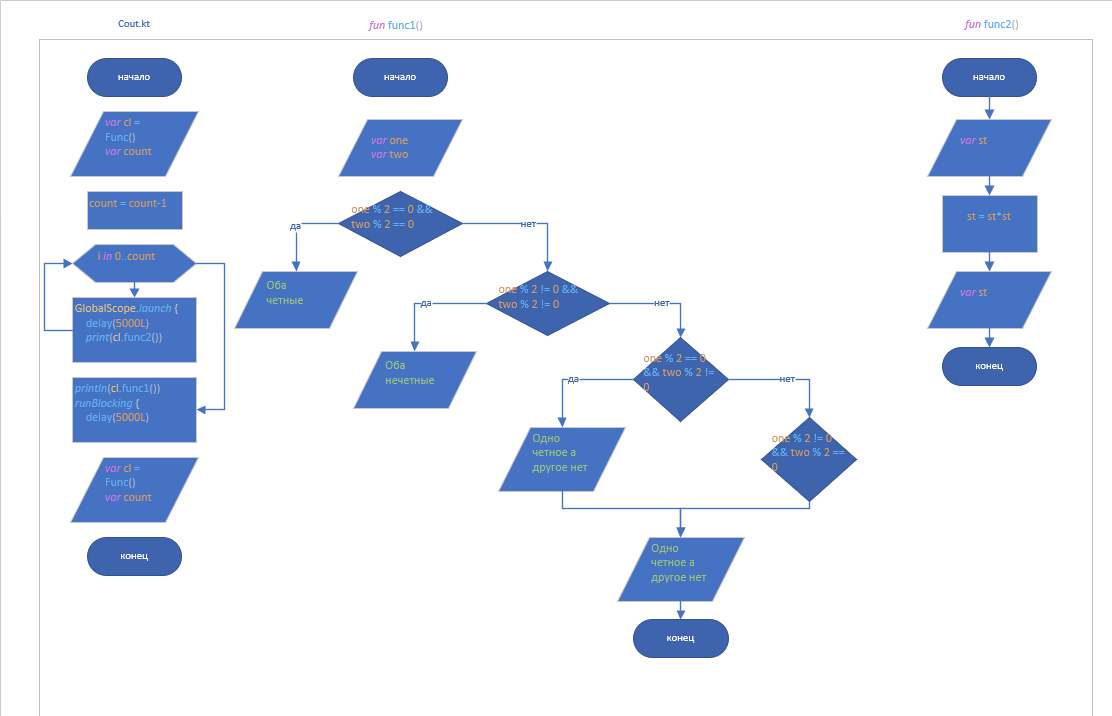 Cout.kt
начало
var cl =
Func()
var count
count = count-1
i in 0..count
GlobalScope.launch {
delay(5000L)
print(cl.func2())
println(cl.func1())
runBlocking {
delay(5000L)
var cl =
Func()
var count
конец
fun func1()
начало
var one
var two
one % 2 == 0 &&
two % 2 == 0
да
нет
Оба
четные
one % 2 != 0 &&
two % 2 != 0
да
нет
Оба
нечетные
one % 2 == 0
&& two % 2 !=
0
да
нет
Одно
четное а
другое нет
one % 2 != 0
&& two % 2 ==
0
Одно
четное а
другое нет
конец
fun func2()
начало
var st
st = st*st
var st
конец